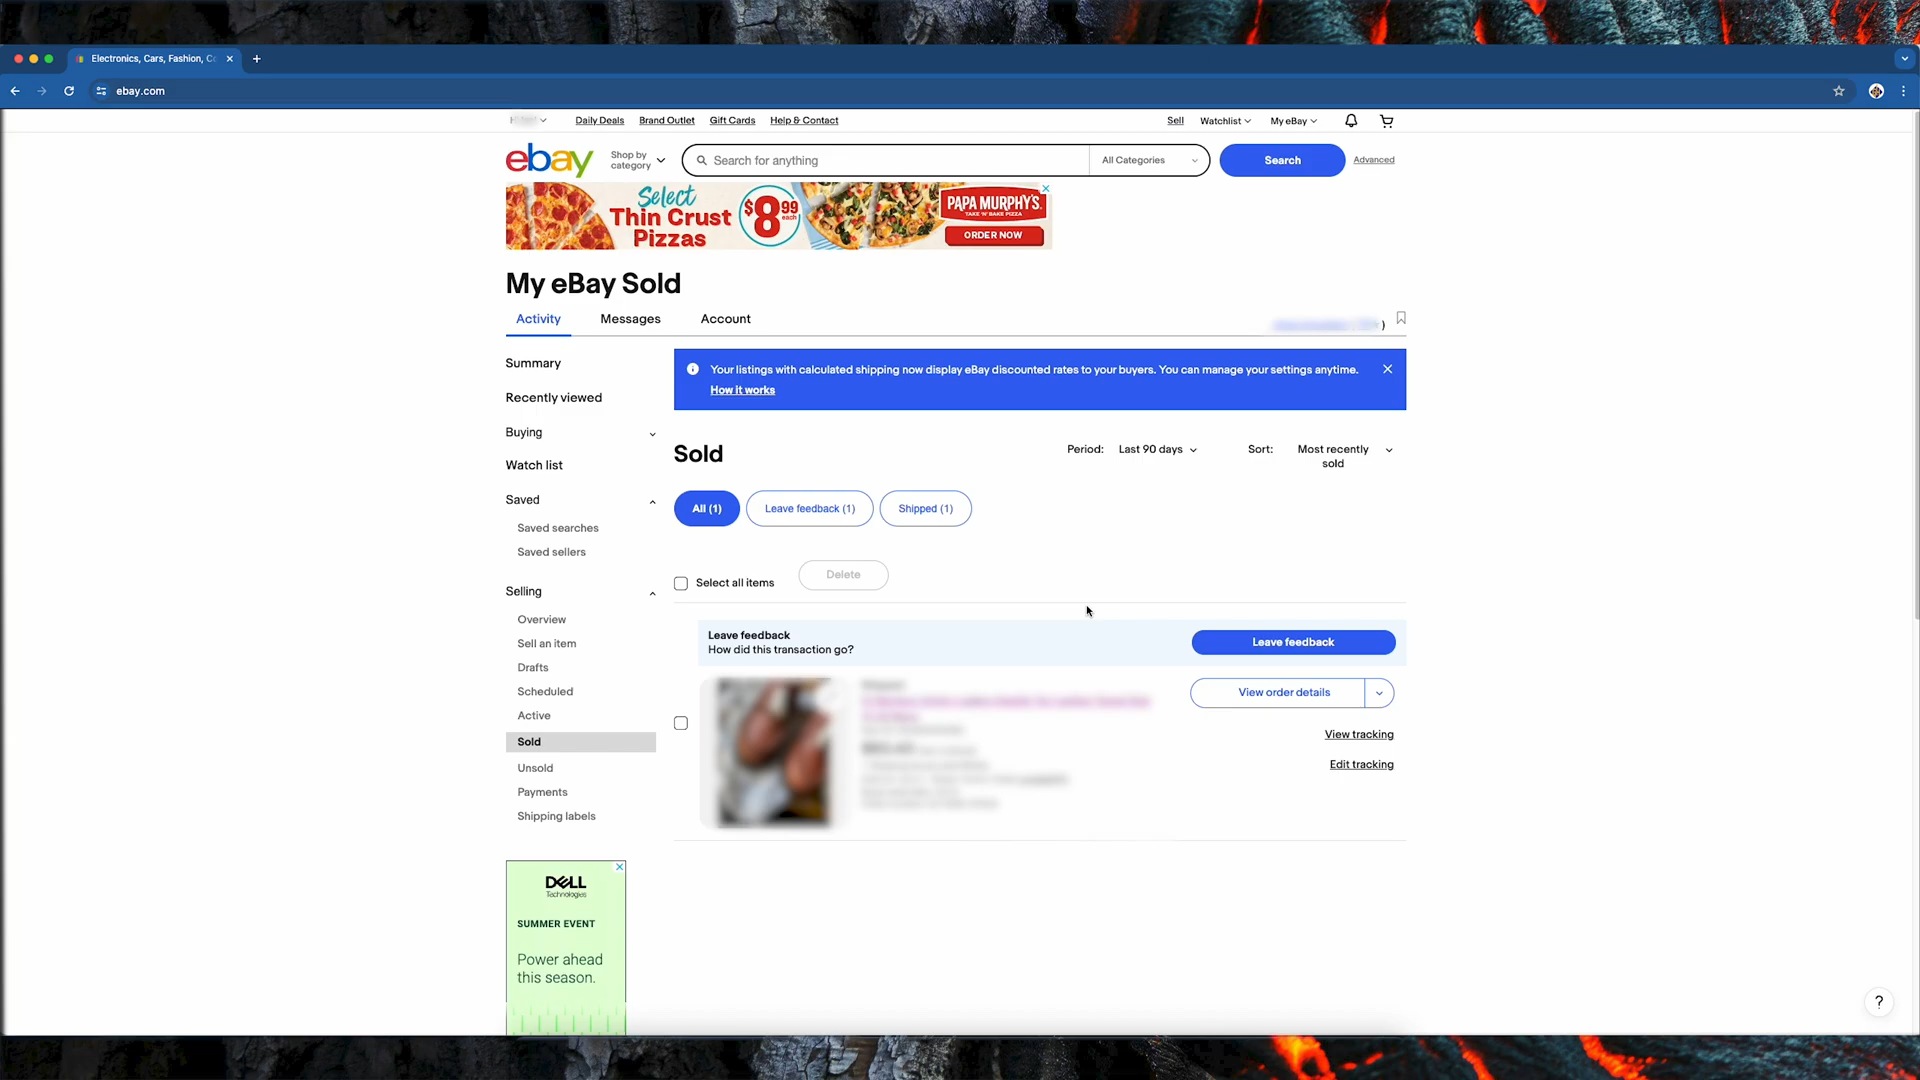 Electronics, Cars, Fashion, C
ebay.com
Daily Deals
Brand Outlet
Gift Cards
Help & Contact
Sell
Watchlist
My eBay
ebay
Shop by
category
Search for anything
All Categories
Search
Advanced
Select
Thin Crust
Pizzas
$8.99
each
PAPA MURPHY'S
TAKE 'N' BAKE PIZZA
ORDER NOW
My eBay Sold
Activity
Messages
Account
)
Summary
Recently viewed
Buying
Watch list
Saved
Saved searches
Saved sellers
Selling
Overview
Sell an item
Drafts
Scheduled
Active
Sold
Unsold
Payments
Shipping labels
Your listings with calculated shipping now display eBay discounted rates to your buyers. You can manage your settings anytime.
How it works
Sold
Period: Last 90 days
Sort: Most recently
sold
All (1)
Leave feedback (1)
Shipped (1)
Select all items
Delete
Leave feedback
How did this transaction go?
Leave feedback
View order details
View tracking
Edit tracking
DELL
Technologies
SUMMER EVENT
Power ahead
this season.
?